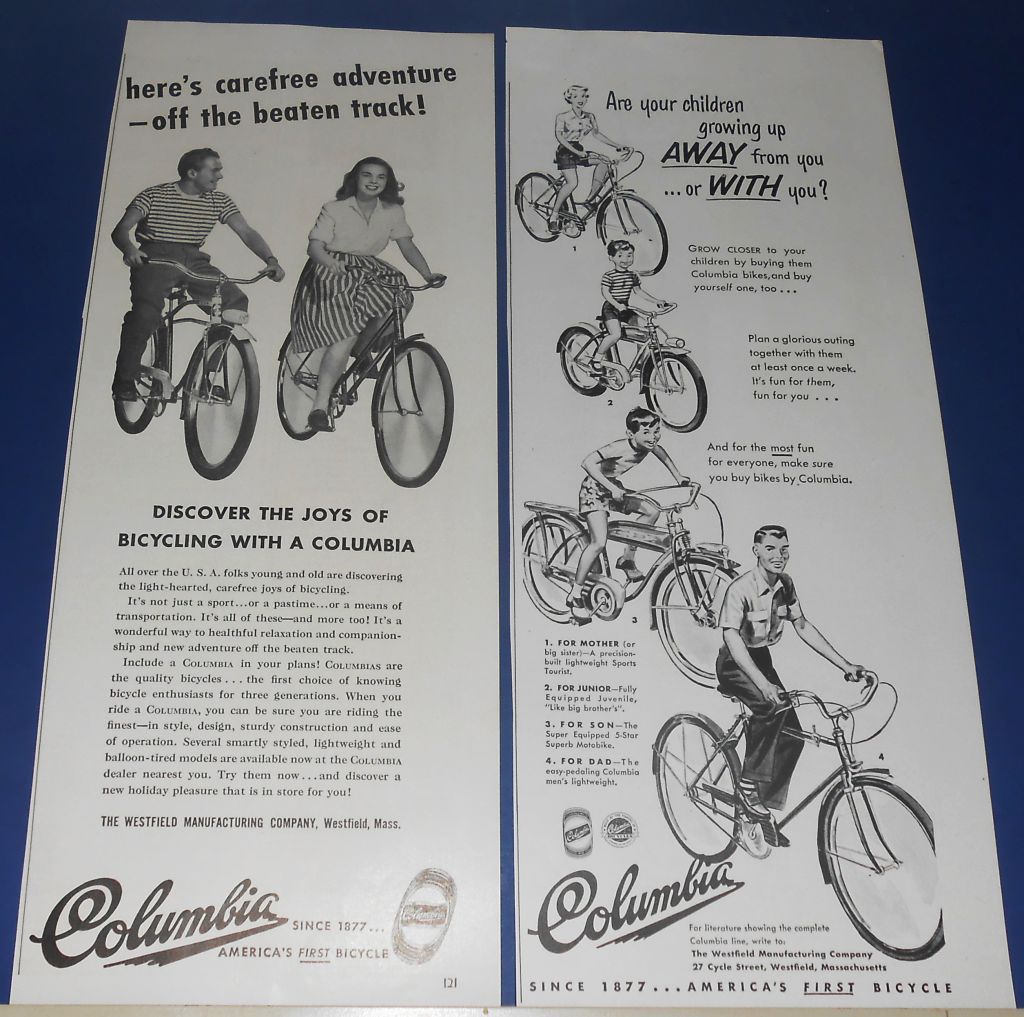 here's carefree adventure
—off the beaten track!
DISCOVER THE JOYS OF
BICYCLING WITH A COLUMBIA
All over the U. S. A. folks young and old are discovering
the light-hearted, carefree joys of bicycling.
It's not just a sport...or a pastime...or a means of
transportation. It's all of these—and more too! It's a
wonderful way to healthful relaxation and companion-
ship and new adventure off the beaten track.
Include a COLUMBIA in your plans! COLUMBIAS are
the quality bicycles . . . the first choice of knowing
bicycle enthusiasts for three generations. When you
ride a COLUMBIA, you can be sure you are riding the
finest—in style, design, sturdy construction and ease
of operation. Several smartly styled, lightweight and
balloon-tired models are available now at the COLUMBIA
dealer nearest you. Try them now...and discover a
new holiday pleasure that is in store for you!
THE WESTFIELD MANUFACTURING COMPANY, Westfield, Mass.
Columbia
SINCE 1877...
AMERICA'S FIRST BICYCLE
Columbia
121
Are your children
growing up
AWAY from you
...or WITH you?
1
GROW CLOSER to your
children by buying them
Columbia bikes, and buy
yourself one, too . . .
2
Plan a glorious outing
together with them
at least once a week.
It's fun for them,
fun for you . . .
And for the most fun
for everyone, make sure
you buy bikes by Columbia.
3
1. FOR MOTHER (or
big sister)—A precision-
built lightweight Sports
Tourist.
2. FOR JUNIOR—Fully
Equipped Juvenile,
"Like big brother's".
3. FOR SON—The
Super Equipped 5-Star
Superb Motobike.
4. FOR DAD—The
easy-pedaling Columbia
men's lightweight.
4
Columbia
Columbia
Columbia
For literature showing the complete
Columbia line, write to:
The Westfield Manufacturing Company
27 Cycle Street, Westfield, Massachusetts
SINCE 1877...AMERICA'S FIRST BICYCLE